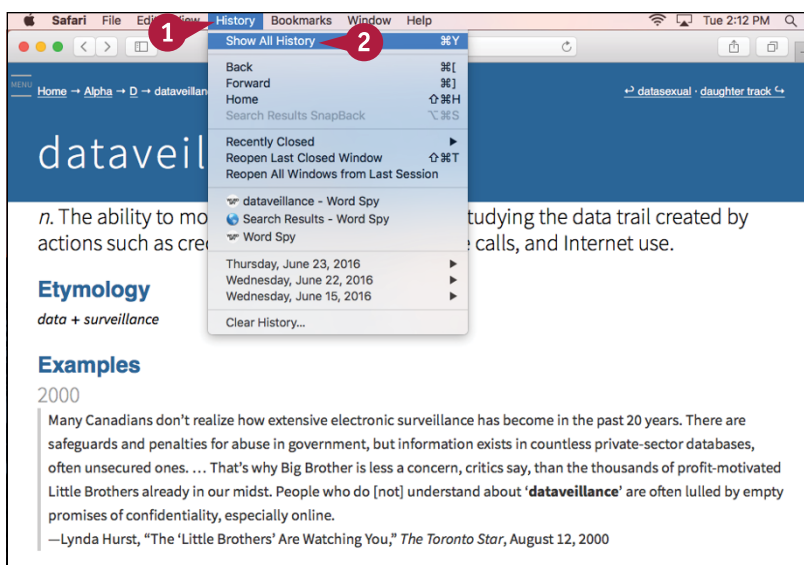 Safari File Edit View History Bookmarks Window Help Tue 2:12 PM
1
Show All History ⌘Y
2
Back ⌘[
Forward ⌘]
Home ⇧⌘H
Search Results SnapBack ⌥⌘S
Recently Closed
Reopen Last Closed Window ⇧⌘T
Reopen All Windows from Last Session
dataveillance - Word Spy
Search Results - Word Spy
Word Spy
Thursday, June 23, 2016
Wednesday, June 22, 2016
Wednesday, June 15, 2016
Clear History...
MENU
Home → Alpha → D → dataveillan
↩ datasexual · daughter track ↪
dataveil
n. The ability to mo tudying the data trail created by
actions such as cre calls, and Internet use.
Etymology
data + surveillance
Examples
2000
Many Canadians don’t realize how extensive electronic surveillance has become in the past 20 years. There are
safeguards and penalties for abuse in government, but information exists in countless private-sector databases,
often unsecured ones. … That’s why Big Brother is less a concern, critics say, than the thousands of profit-motivated
Little Brothers already in our midst. People who do [not] understand about ‘dataveillance’ are often lulled by empty
promises of confidentiality, especially online.
—Lynda Hurst, “The ‘Little Brothers’ Are Watching You,” The Toronto Star, August 12, 2000